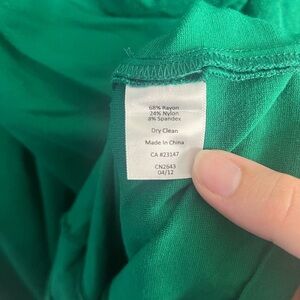 68% Rayon
24% Nylon
8% Spandex
Dry Clean
Made In China
CA #23147
CN2643
04/12